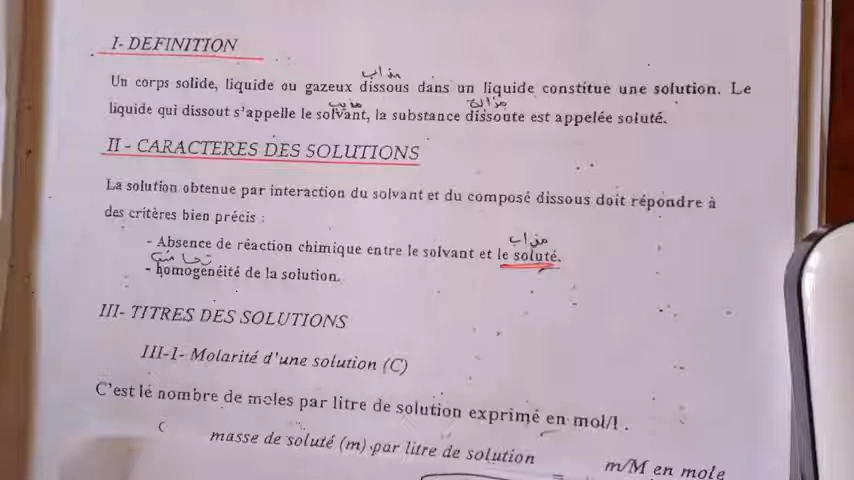 I- DEFINITION
مذاب
Un corps solide, liquide ou gazeux dissous dans un liquide constitue une solution. Le
مذيب
liquide qui dissout s'appelle le solvant, la substance dissoute est appelée soluté.
II - CARACTERES DES SOLUTIONS
La solution obtenue par interaction du solvant et du composé dissous doit répondre à
des critères bien précis :
مذاب
- Absence de réaction chimique entre le solvant et le soluté.
- homogénéité de la solution.
III- TITRES DES SOLUTIONS
III-1- Molarité d'une solution (C)
C'est le nombre de moles par litre de solution exprimé en mol/l .
masse de soluté (m) par litre de solution
= m/M en mole